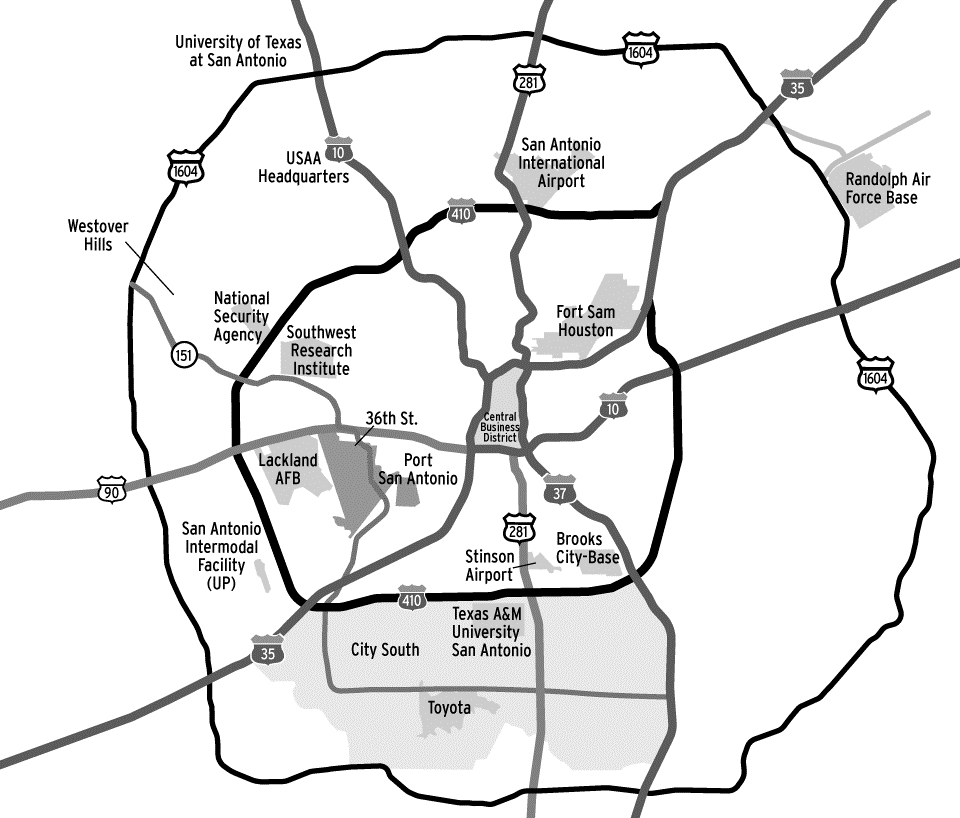 University of Texas
at San Antonio
1604
281
35
10
USAA
Headquarters
San Antonio
International
Airport
1604
Randolph Air
Force Base
410
Westover
Hills
National
Security
Agency
Southwest
Research
Institute
Fort Sam
Houston
151
1604
10
36th St.
Central
Business
District
Lackland
AFB
Port
San Antonio
90
37
San Antonio
Intermodal
Facility
(UP)
281
Stinson
Airport
Brooks
City-Base
410
Texas A&M
University
San Antonio
35
City South
Toyota